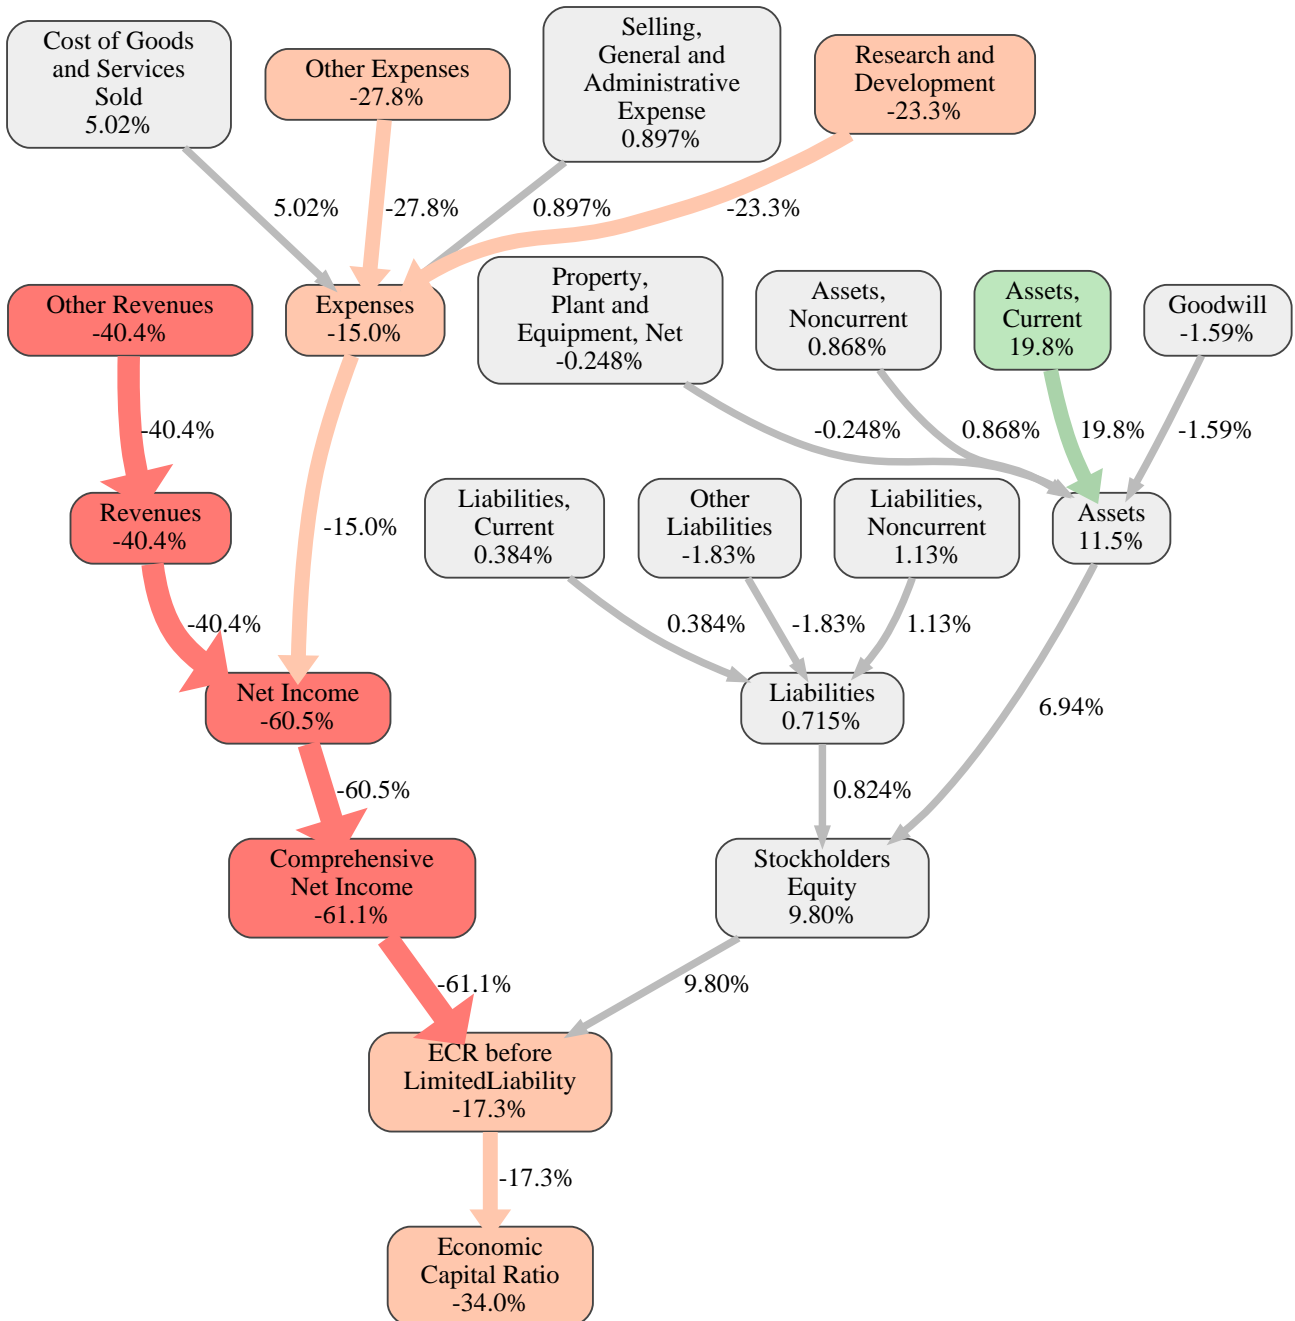 Cost of Goods
and Services
Sold
5.02%
Other Expenses
-27.8%
Selling,
General and
Administrative
Expense
0.897%
Research and
Development
-23.3%
5.02%
-27.8%
0.897%
-23.3%
Other Revenues
-40.4%
Expenses
-15.0%
Property,
Plant and
Equipment, Net
-0.248%
Assets,
Noncurrent
0.868%
Assets,
Current
19.8%
Goodwill
-1.59%
-40.4%
-0.248%
0.868%
19.8%
-1.59%
Revenues
-40.4%
-15.0%
Liabilities,
Current
0.384%
Other
Liabilities
-1.83%
Liabilities,
Noncurrent
1.13%
Assets
11.5%
-40.4%
0.384%
-1.83%
1.13%
Net Income
-60.5%
Liabilities
0.715%
6.94%
-60.5%
0.824%
Comprehensive
Net Income
-61.1%
Stockholders
Equity
9.80%
-61.1%
9.80%
ECR before
LimitedLiability
-17.3%
-17.3%
Economic
Capital Ratio
-34.0%